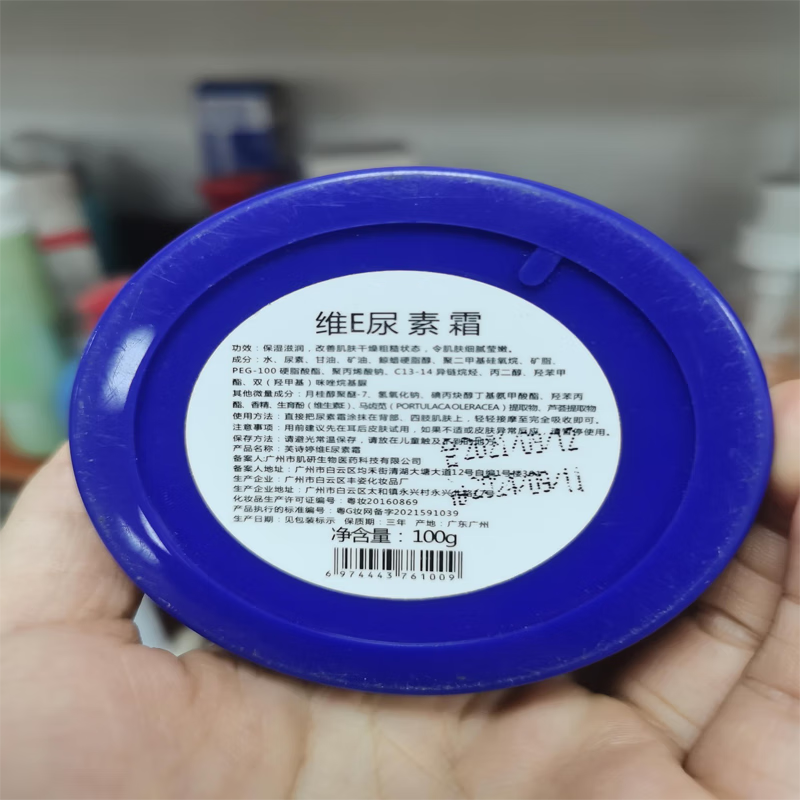 维E尿素霜
功效：保湿滋润，改善肌肤干燥粗糙状态，令肌肤细腻莹嫩。
成分：水、尿素、甘油、矿油、鲸蜡硬脂醇、聚二甲基硅氧烷、矿脂、
PEG-100硬脂酸酯、聚丙烯酸钠、C13-14异链烷烃、丙二醇、羟苯甲
酯、双（羟甲基）咪唑烷基脲
其他微量成分：月桂醇聚醚-7、氢氧化钠、碘丙炔醇丁基氨甲酸酯、羟苯丙
酯、香精、生育酚（维生素E）、马齿苋（PORTULACA OLERACEA）提取物、芦荟提取物
使用方法：直接把尿素霜涂抹在背部、四肢肌肤上，轻轻按摩至完全吸收即可。
注意事项：用前建议先在耳后皮肤试用，如果不适或皮肤异常反应，请暂停使用。
保存方法：请避光常温保存，请放在儿童触及不到的地方
产品名称：芙诗婷维E尿素霜
备案人：广州市肌研生物医药科技有限公司
备案人地址：广州市白云区均禾街清湖大塘大道12号自编1号楼
生产企业：广州市白云区丰姿化妆品厂
生产企业地址：广州市白云区太和镇永兴村永兴
化妆品生产许可证编号：粤妆20160869
产品执行的标准编号：粤G妆网备字2021591039
生产日期：见包装标示 保质期：三年 产地：广东广州
2021/09/12
2024/09/11
净含量：100g
6 974443 761009